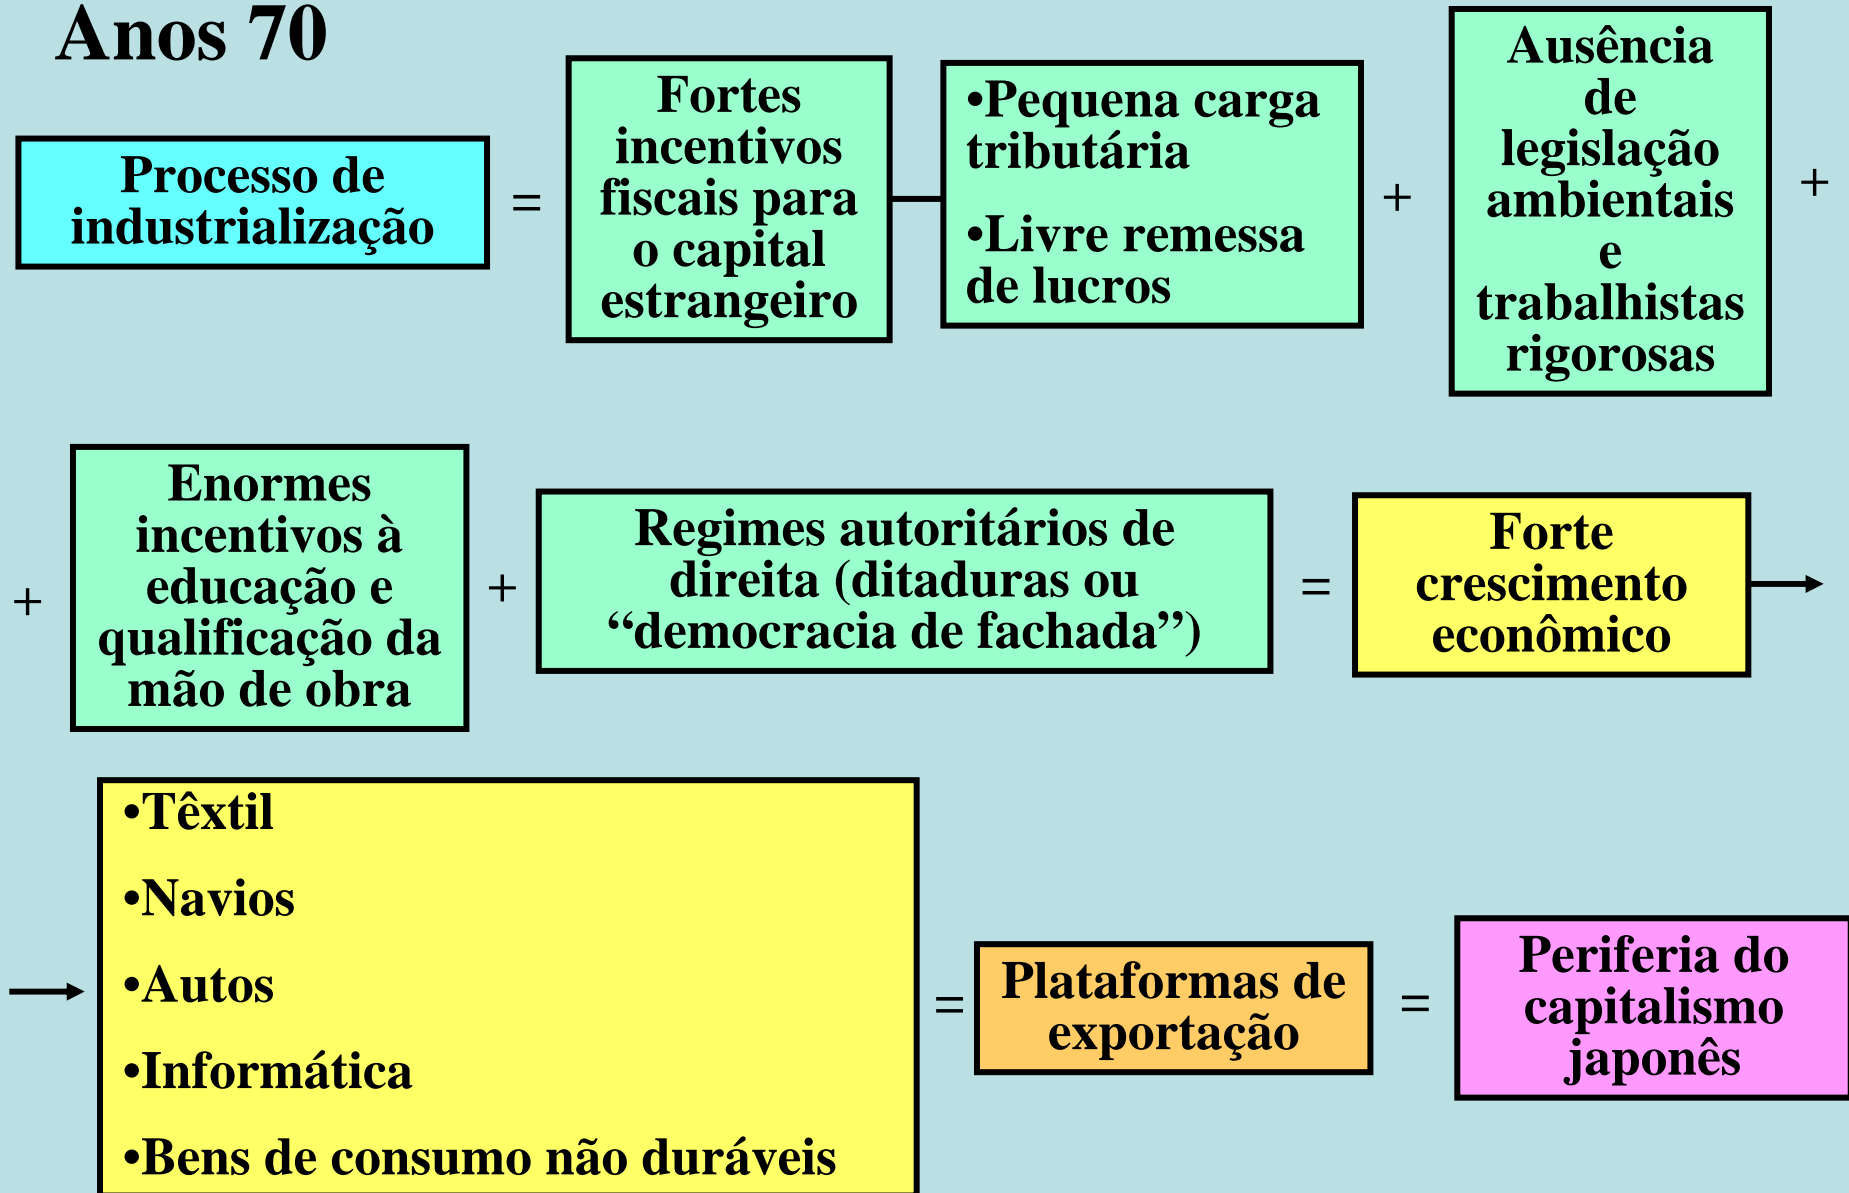 Anos 70
Processo de
industrialização
=
Fortes
incentivos
fiscais para
o capital
estrangeiro
•Pequena carga
tributária
•Livre remessa
de lucros
+
Ausência
de
legislação
ambientais
e
trabalhistas
rigorosas
+
+
Enormes
incentivos à
educação e
qualificação da
mão de obra
+
Regimes autoritários de
direita (ditaduras ou
“democracia de fachada”)
=
Forte
crescimento
econômico
•Têxtil
•Navios
•Autos
•Informática
•Bens de consumo não duráveis
=
Plataformas de
exportação
=
Periferia do
capitalismo
japonês